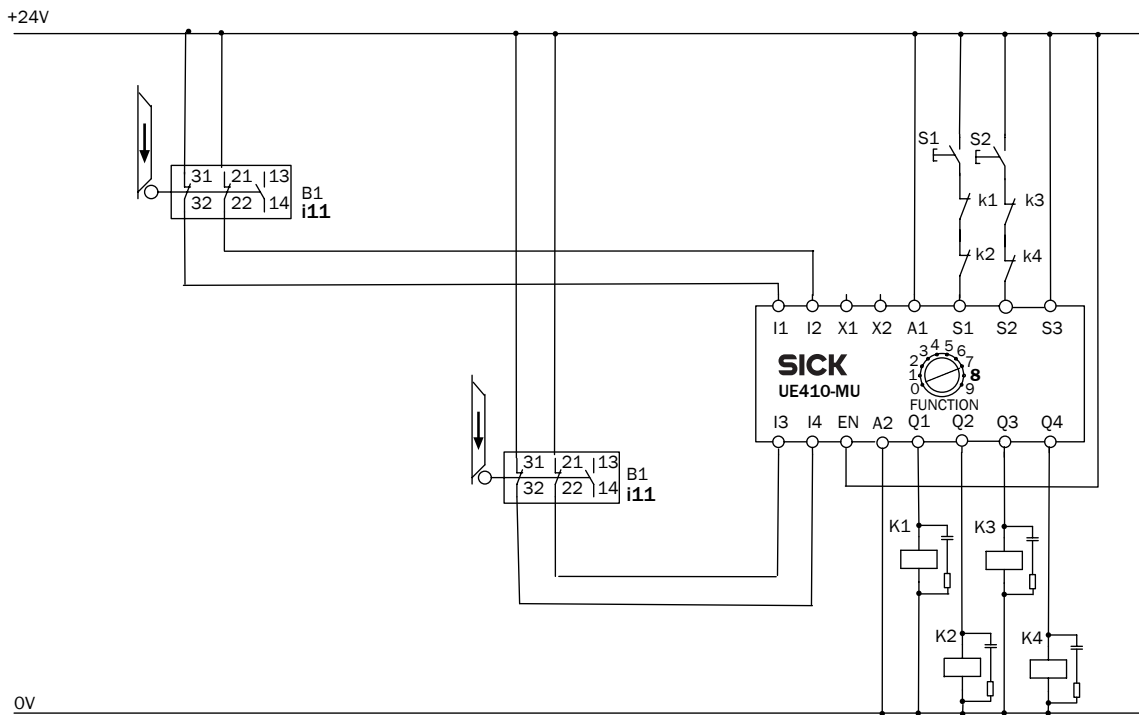 +24V
S1 S2
31 21 13
B1
32 22 14
i11
k1 k3
k2 k4
I1 I2 X1 X2 A1 S1 S2 S3
SICK
UE410-MU
0 1 2 3 4 5 6 7 8 9
FUNCTION
I3 I4 EN A2 Q1 Q2 Q3 Q4
31 21 13
B1
32 22 14
i11
K1 K3
K2 K4
0V